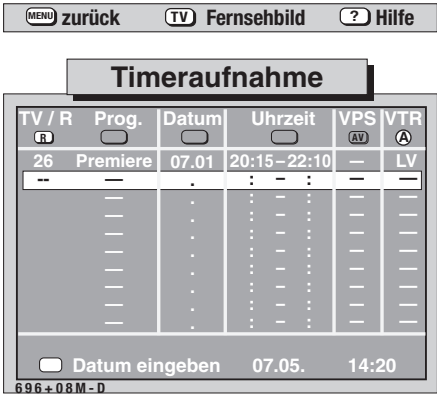 MENU zurück TV Fernsehbild ? Hilfe
Timeraufnahme
TV / R Prog. Datum Uhrzeit VPS VTR
R AV A
26 Premiere 07.01 20:15–22:10 — LV
-- — . : – : — —
— . : – : — —
— . : – : — —
— . : – : — —
— . : – : — —
— . : – : — —
— . : – : — —
— . : – : — —
Datum eingeben 07.05. 14:20
696+08M-D